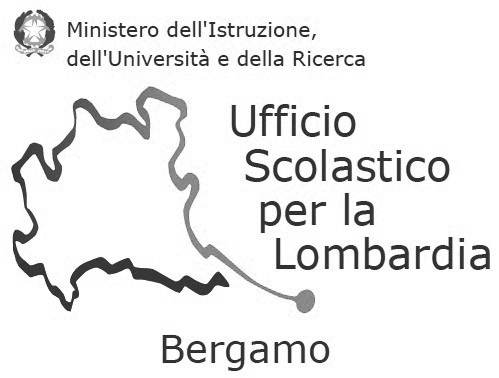 Ministero dell'Istruzione,
dell'Università e della Ricerca
Ufficio
Scolastico
per la
Lombardia
Bergamo